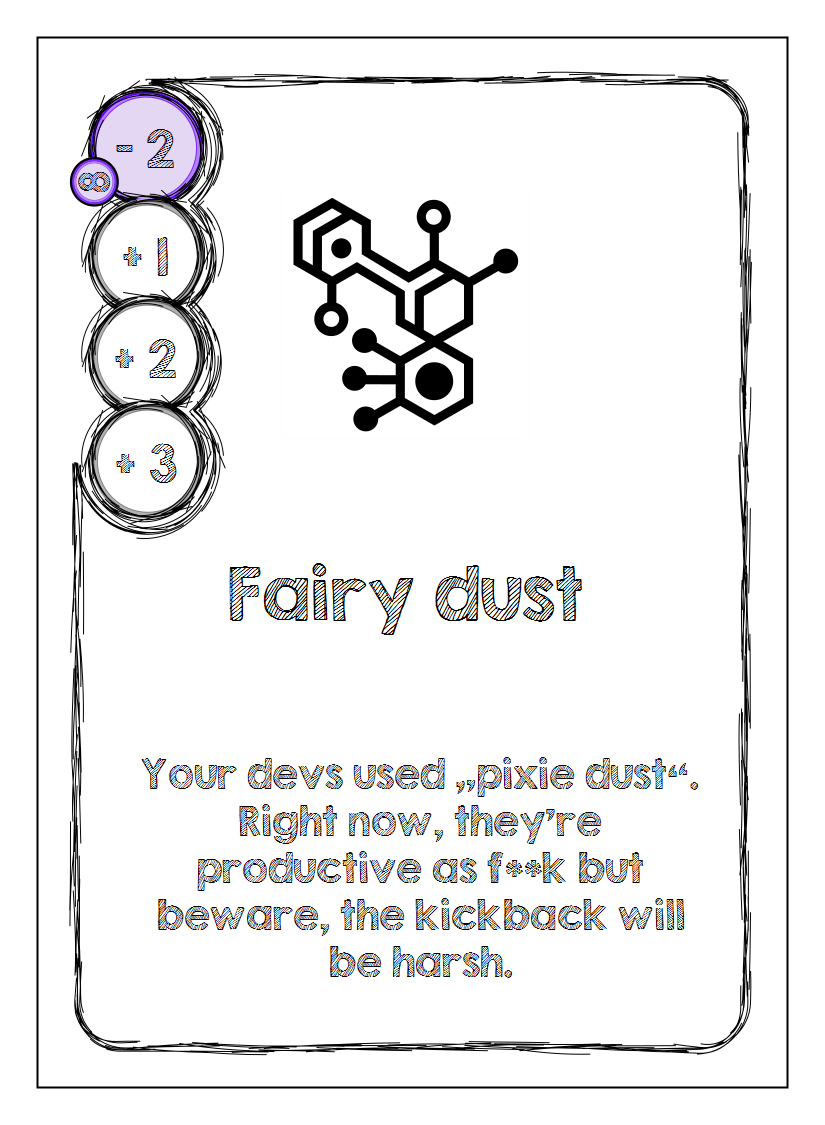 - 2
∞
+ 1
+ 2
+ 3
Fairy dust
Your devs used „pixie dust“.
Right now, they’re
productive as f**k but
beware, the kickback will
be harsh.